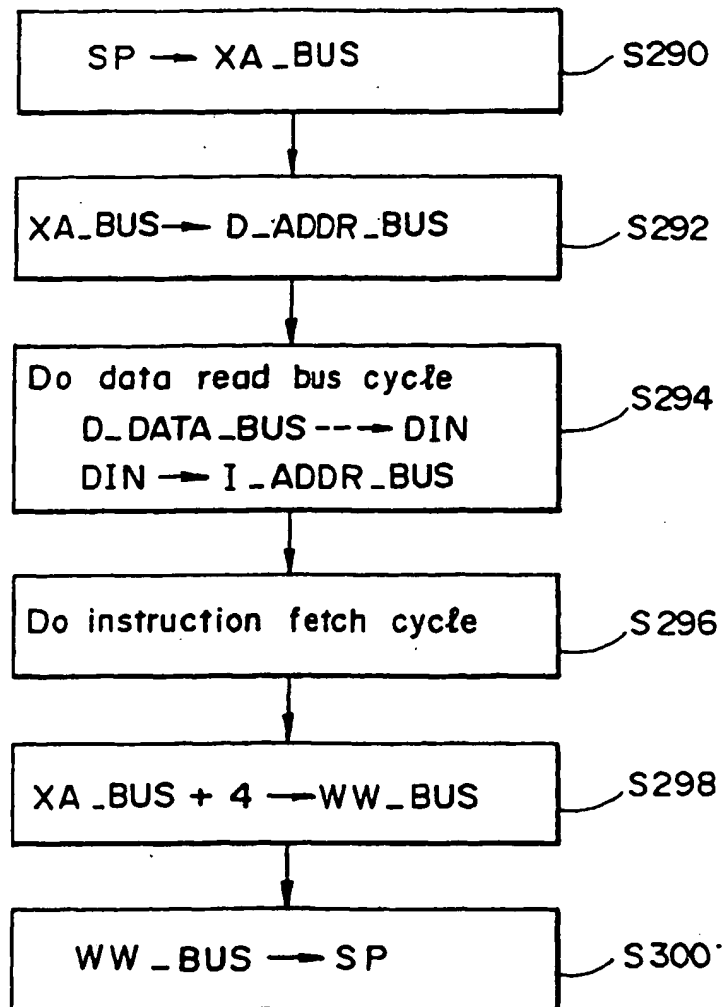 SP → XA_BUS
S290
XA_BUS → D_ADDR_BUS
S292
Do data read bus cycle
D_DATA_BUS ---→ DIN
DIN → I_ADDR_BUS
S294
Do instruction fetch cycle
S296
XA_BUS + 4 → WW_BUS
S298
WW_BUS → SP
S300